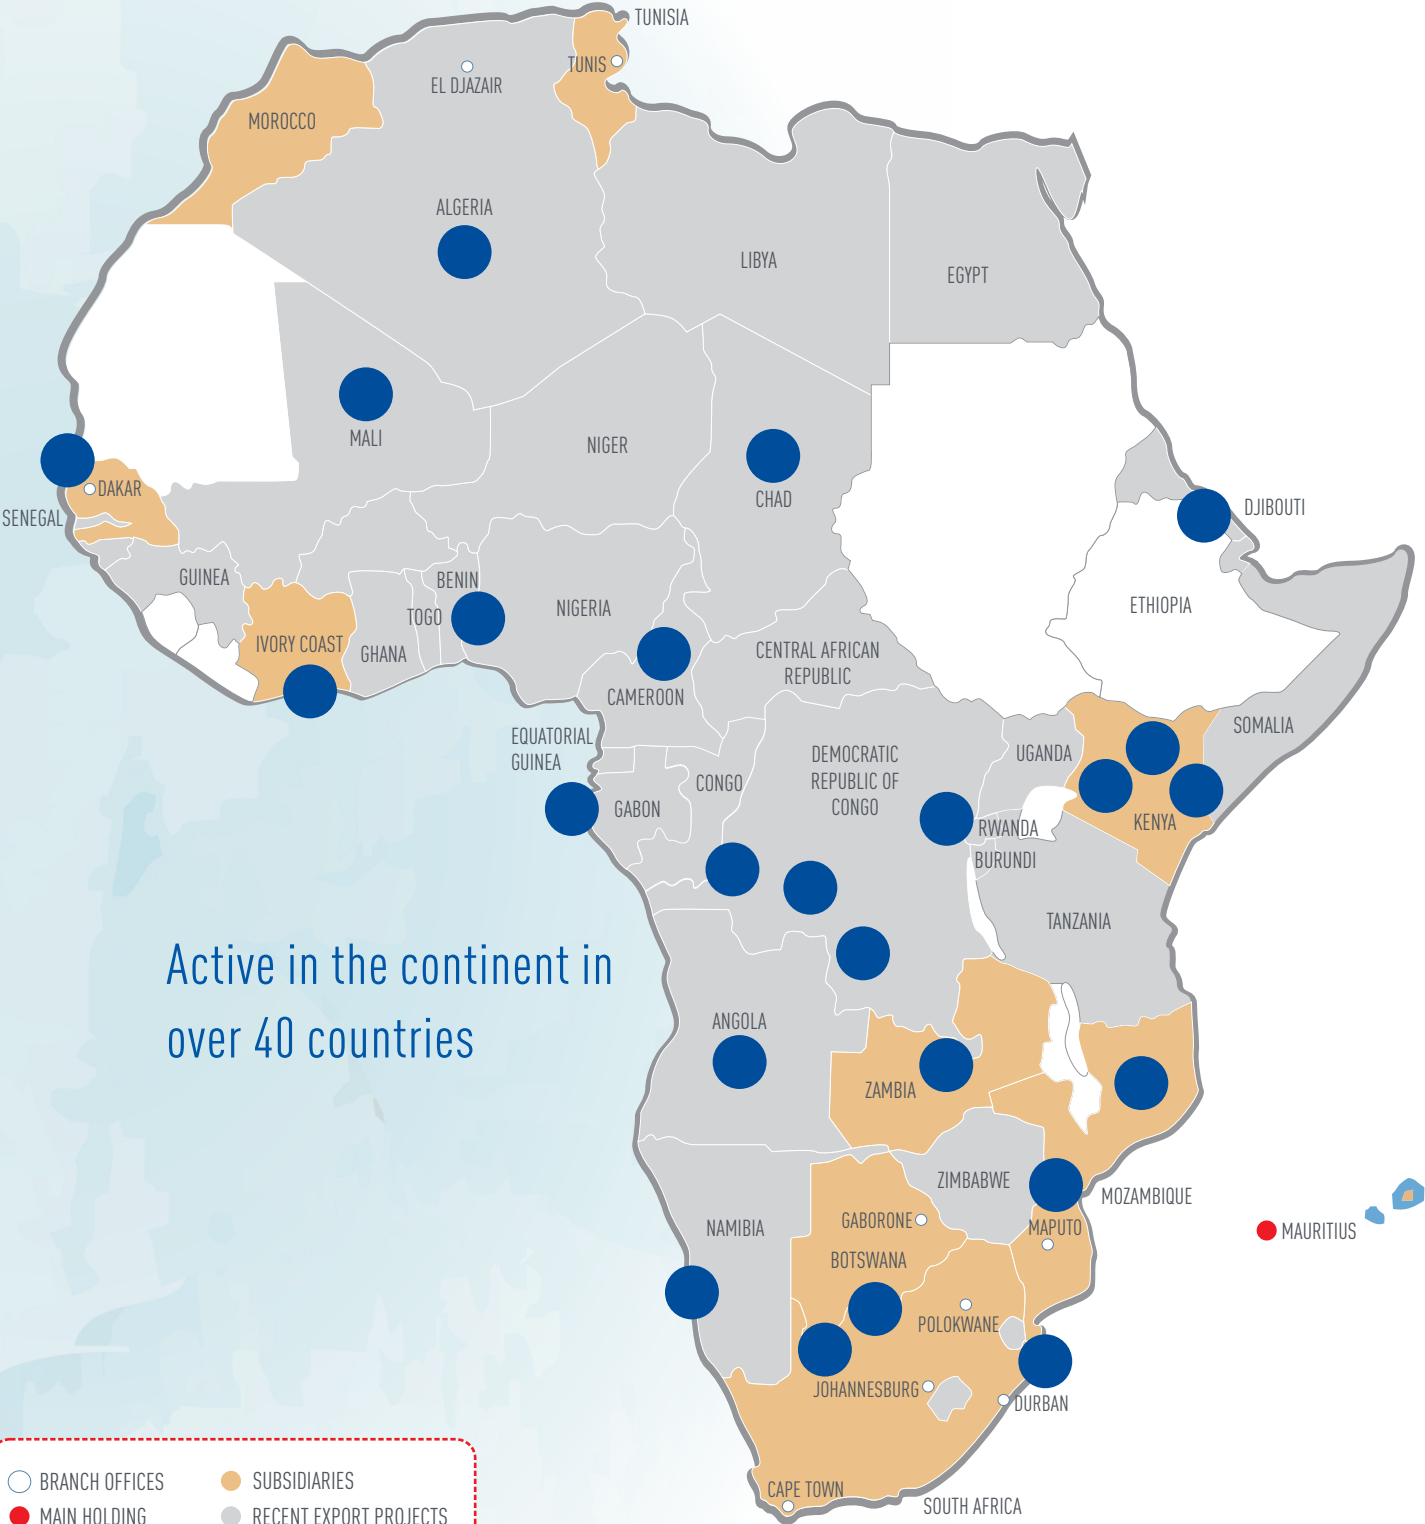 TUNISIA
TUNIS
EL DJAZAIR
MOROCCO
ALGERIA
LIBYA
EGYPT
MALI
NIGER
CHAD
DAKAR
SENEGAL
DJIBOUTI
GUINEA
BENIN
TOGO
NIGERIA
ETHIOPIA
IVORY COAST
GHANA
CENTRAL AFRICAN
REPUBLIC
CAMEROON
EQUATORIAL
GUINEA
SOMALIA
UGANDA
DEMOCRATIC
REPUBLIC OF
CONGO
CONGO
GABON
KENYA
RWANDA
BURUNDI
TANZANIA
Active in the continent in
over 40 countries
ANGOLA
ZAMBIA
ZIMBABWE
MOZAMBIQUE
NAMIBIA
GABORONE
MAPUTO
MAURITIUS
BOTSWANA
POLOKWANE
JOHANNESBURG
DURBAN
CAPE TOWN
SOUTH AFRICA
BRANCH OFFICES
SUBSIDIARIES
MAIN HOLDING
RECENT EXPORT PROJECTS